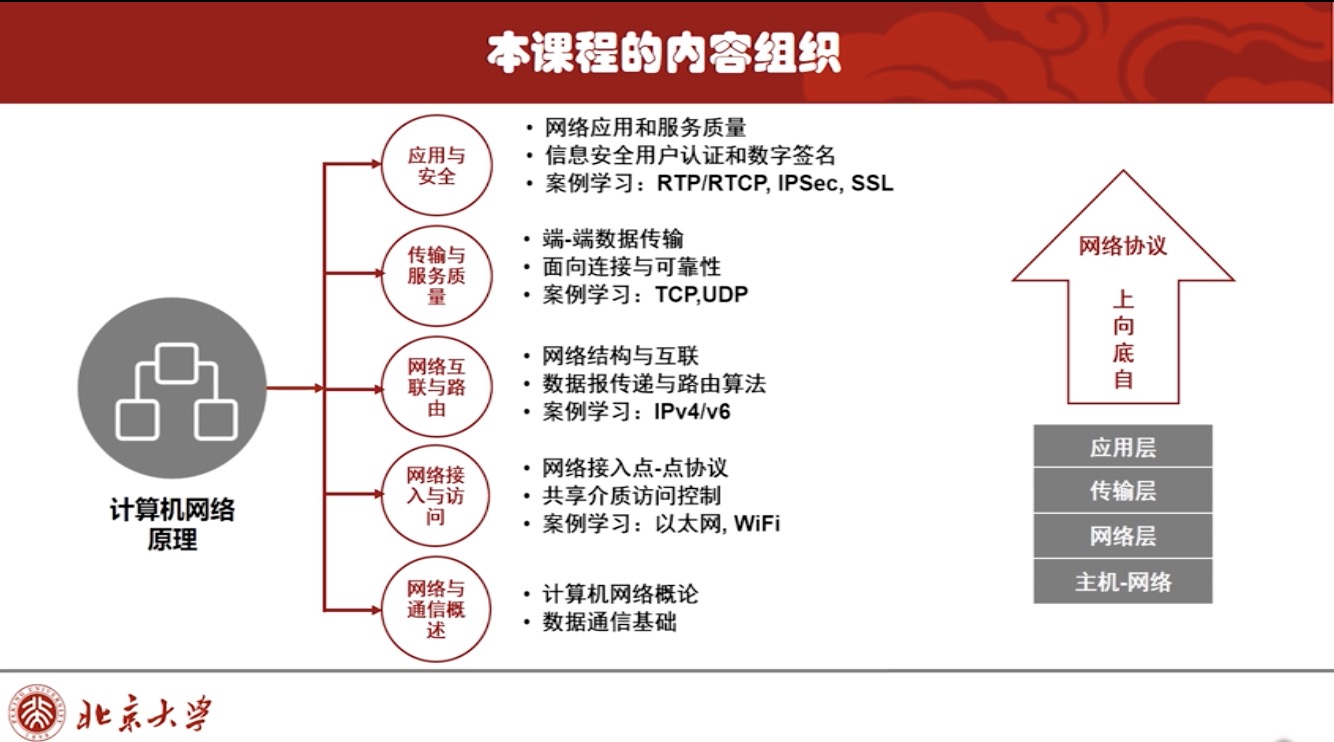 本课程的内容组织
应用与
安全
• 网络应用和服务质量
• 信息安全用户认证和数字签名
• 案例学习：RTP/RTCP, IPSec, SSL
传输与
服务质
量
• 端-端数据传输
• 面向连接与可靠性
• 案例学习：TCP,UDP
网络互
联与路
由
• 网络结构与互联
• 数据报传递与路由算法
• 案例学习：IPv4/v6
网络接
入与访
问
• 网络接入点-点协议
• 共享介质访问控制
• 案例学习：以太网, WiFi
网络与
通信概
述
• 计算机网络概论
• 数据通信基础
计算机网络
原理
网络协议
上
向
底
自
应用层
传输层
网络层
主机-网络
北京大学